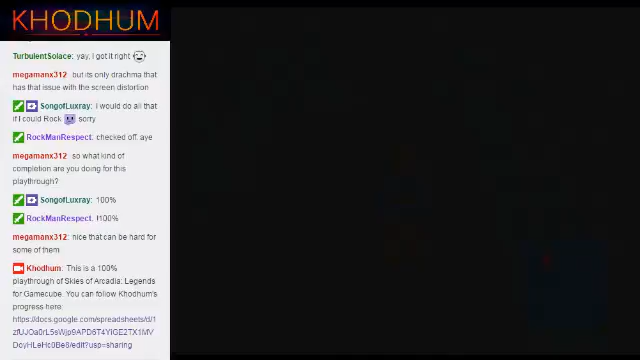 KHODHUM
TurbulentSolace: yay, I got it right
megamanx312: but its only drachma that
has that issue with the screen distortion
SongofLuxray: I would do all that
if I could Rock sorry
RockManRespect: checked off, aye
megamanx312: so what kind of
completion are you doing for this
playthrough?
SongofLuxray: 100%
RockManRespect: !100%
megamanx312: nice that can be hard for
some of them
Khodhum: This is a 100%
playthrough of Skies of Arcadia: Legends
for Gamecube. You can follow Khodhum's
progress here:
https://docs.google.com/spreadsheets/d/1
zfUJOa0rL5sWjp9APD6T4YlGE2TX1MV
DoyHLeHc0Be8/edit?usp=sharing